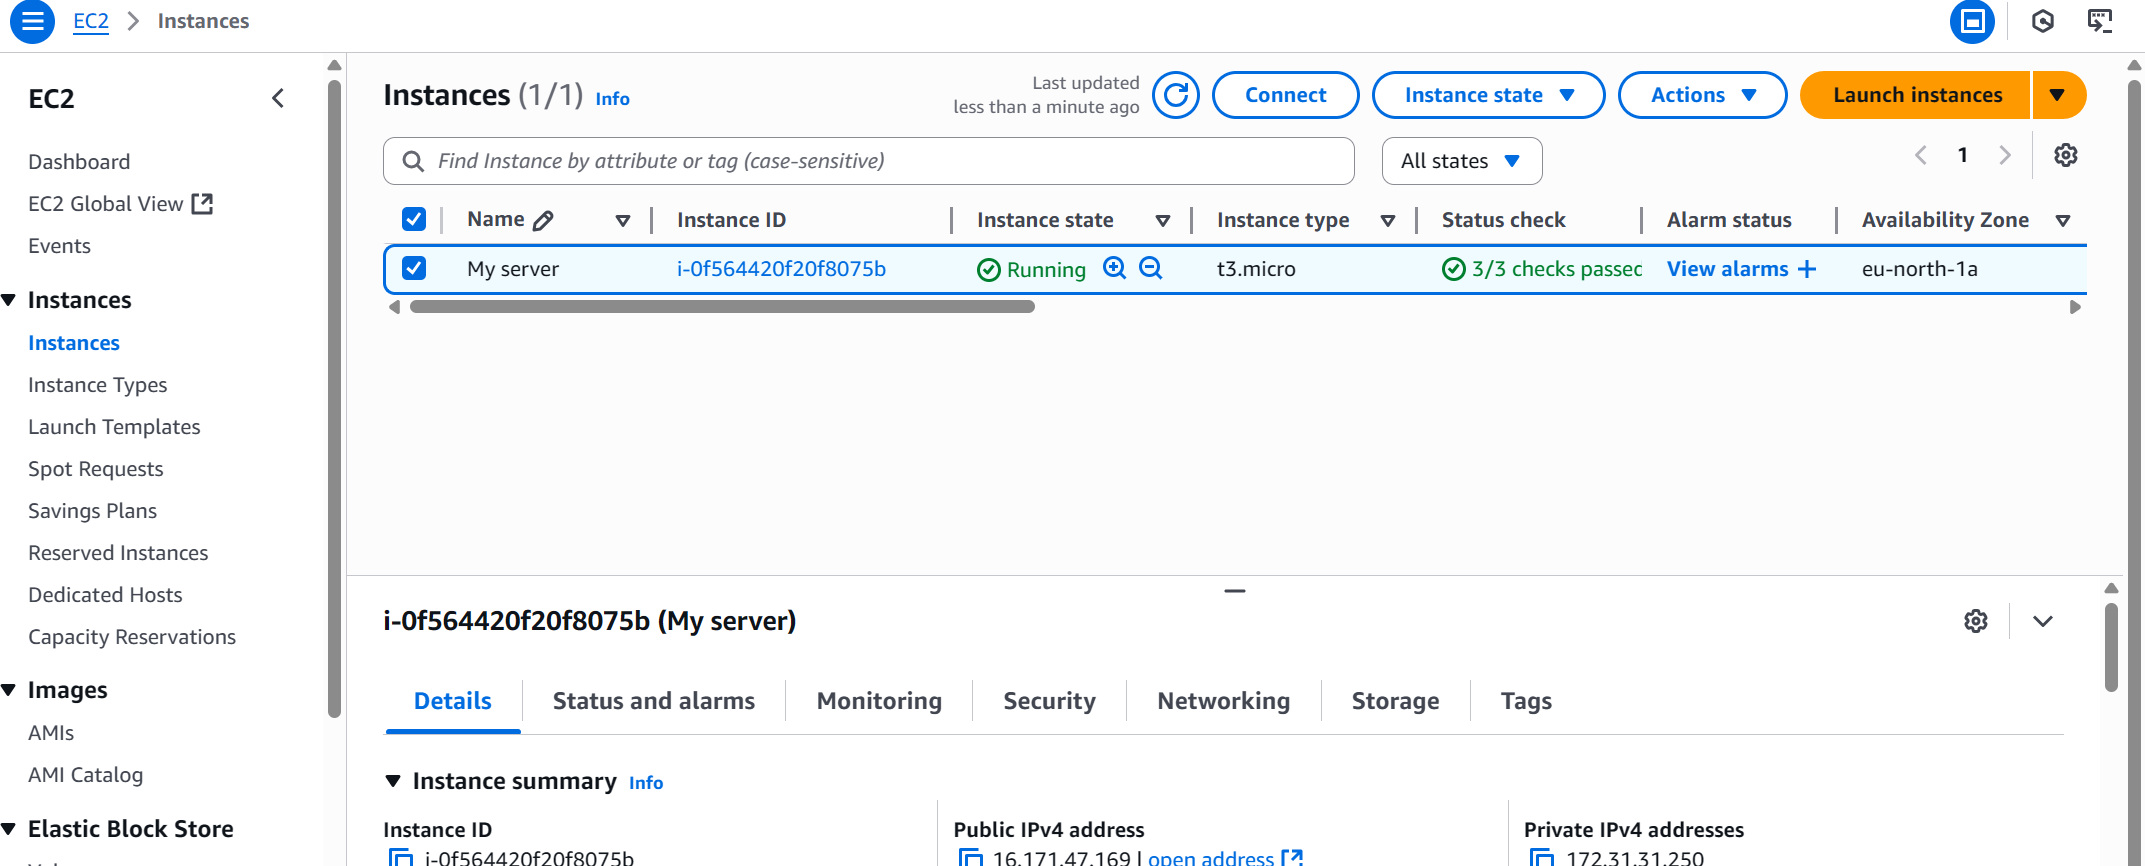 EC2 > Instances
EC2
Dashboard
EC2 Global View
Events
Instances
Instances
Instance Types
Launch Templates
Spot Requests
Savings Plans
Reserved Instances
Dedicated Hosts
Capacity Reservations
Images
AMIs
AMI Catalog
Elastic Block Store
Instances (1/1) Info
Last updated
less than a minute ago
Connect
Instance state
Actions
Launch instances
Find Instance by attribute or tag (case-sensitive)
All states
1
Name Instance ID Instance state Instance type Status check Alarm status Availability Zone
My server i-0f564420f20f8075b Running t3.micro 3/3 checks passed View alarms + eu-north-1a
i-0f564420f20f8075b (My server)
Details Status and alarms Monitoring Security Networking Storage Tags
Instance summary Info
Instance ID
i-0f564420f20f8075b
Public IPv4 address
16.171.47.169 | open address
Private IPv4 addresses
172.31.31.250